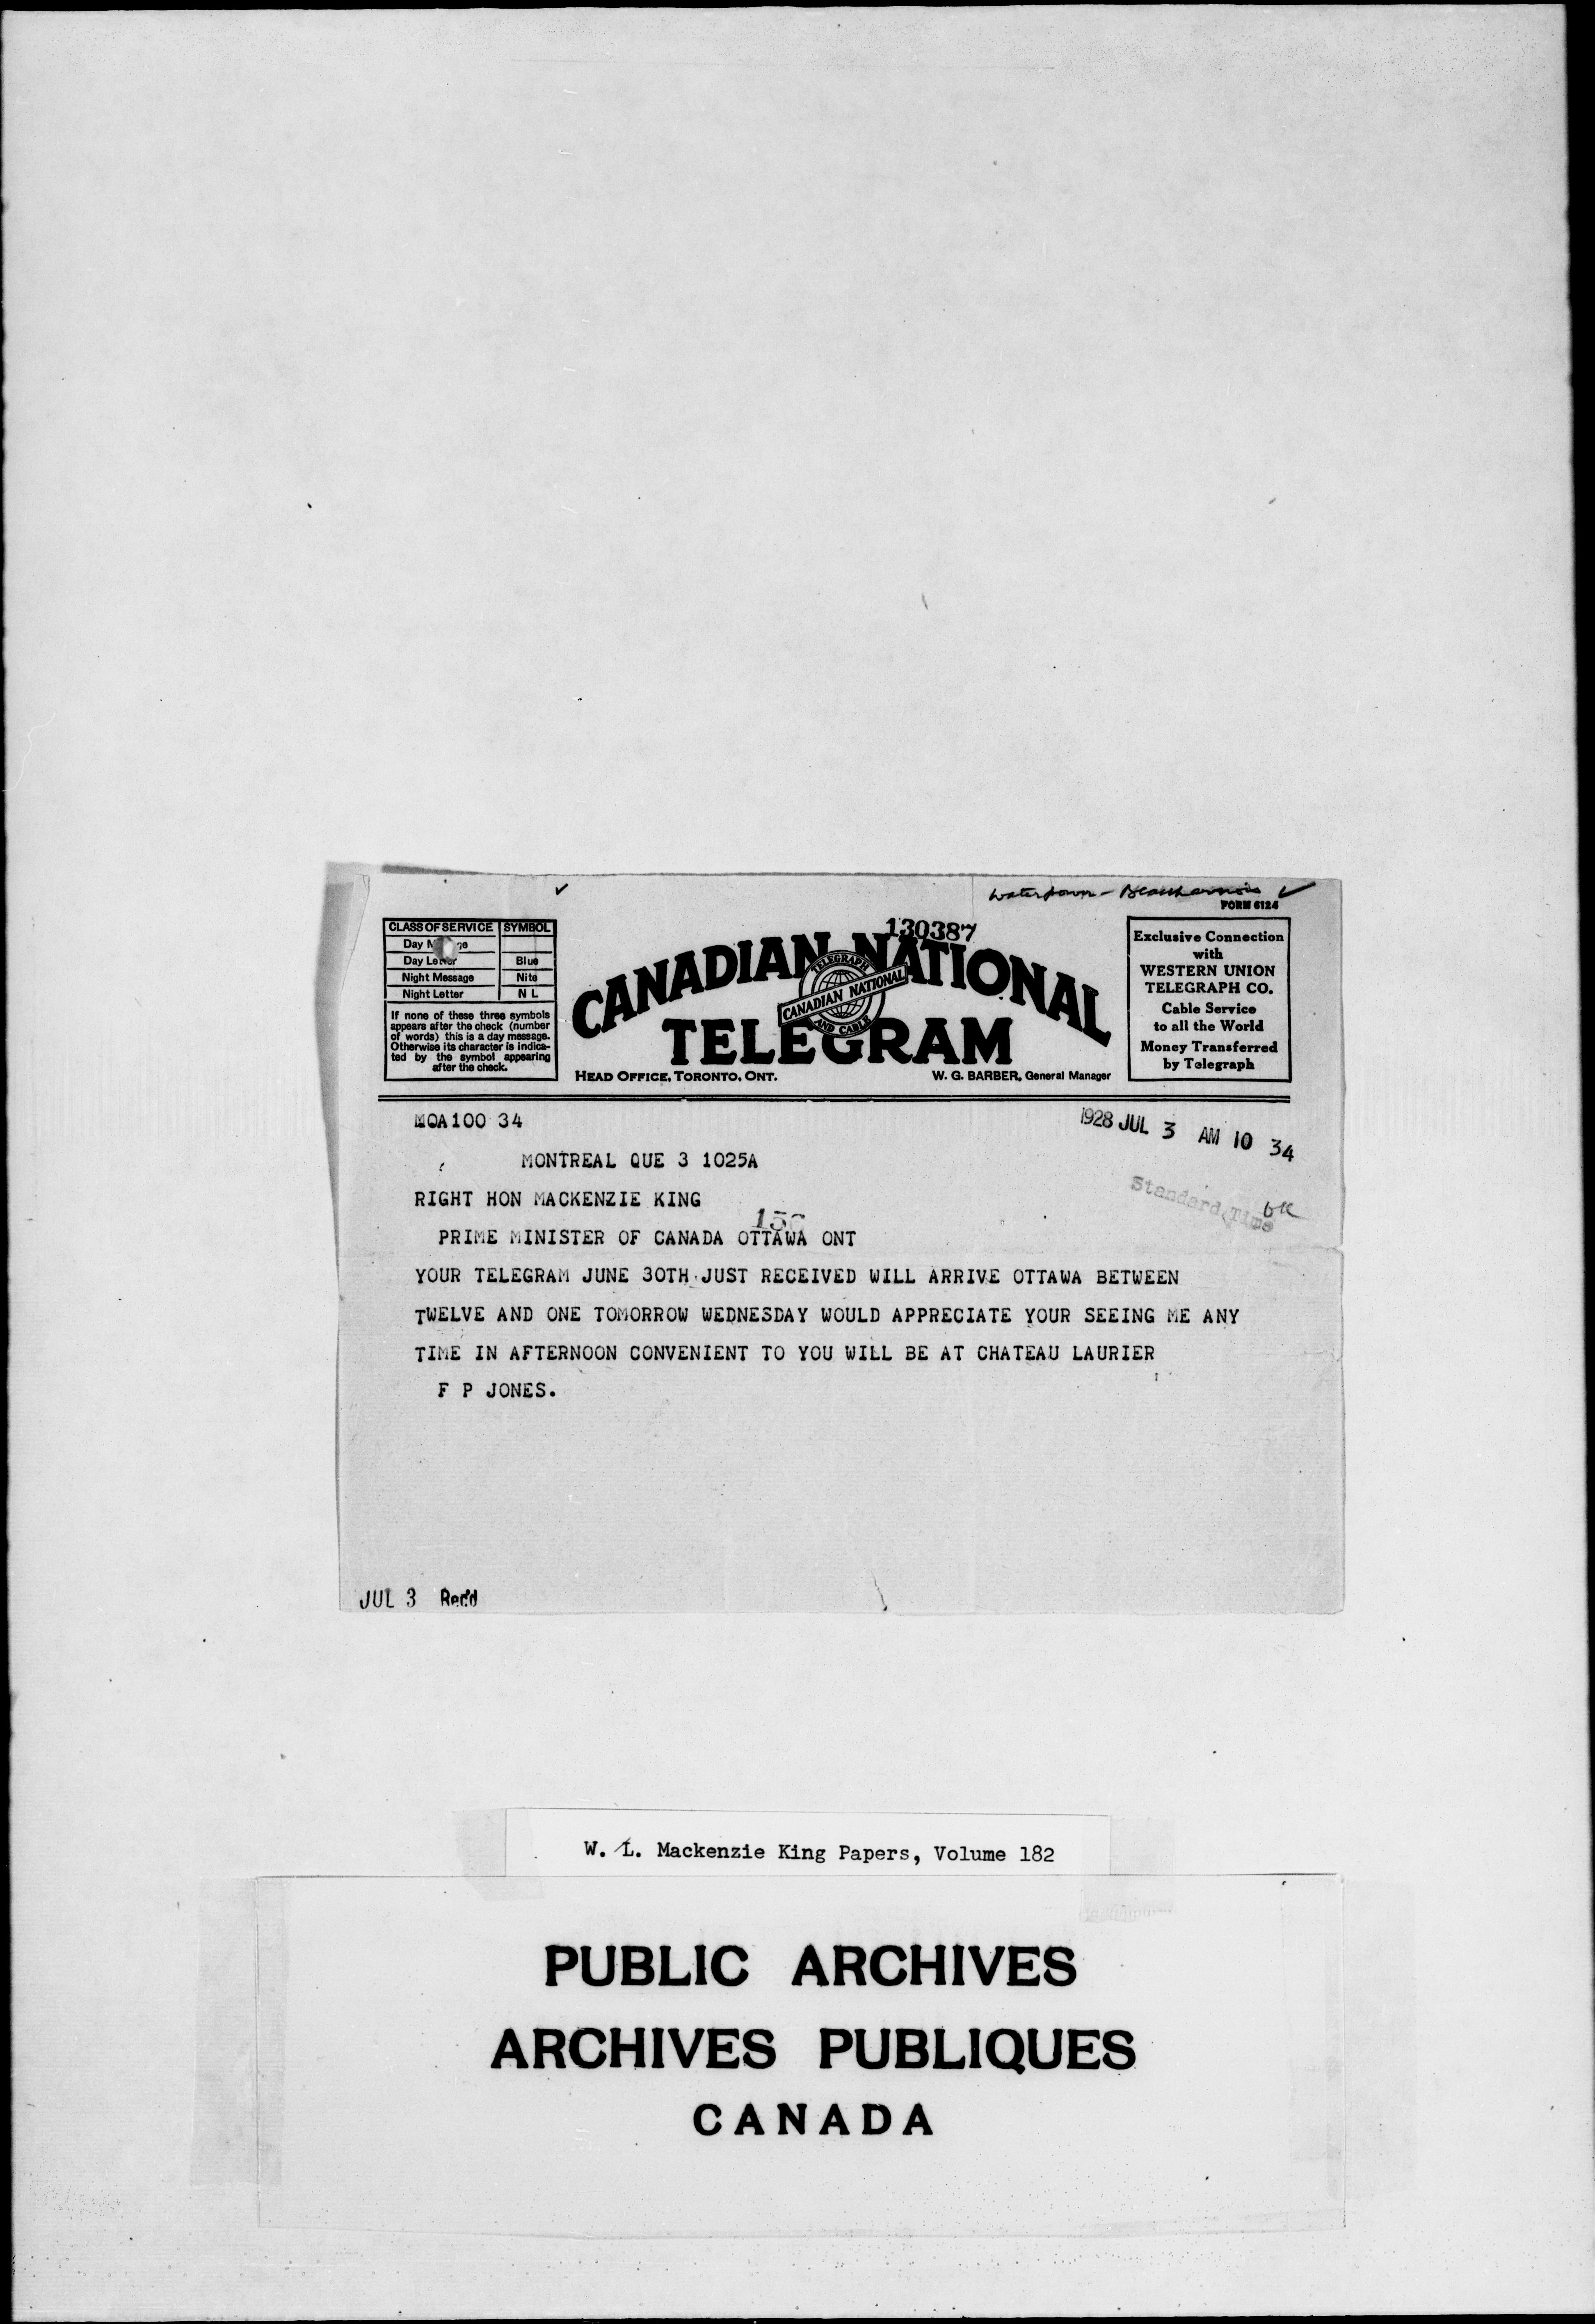 ✓
Beauharnois ✓
FORM 6124
130387
CLASS OF SERVICE SYMBOL
Day
Day Letter Blue
Night Message Nite
Night Letter N L
If none of these three symbols
appears after the check (number
of words) this is a day message.
Otherwise its character is indica-
ted by the symbol appearing
after the check.
CANADIAN NATIONAL
TELEGRAPH
CANADIAN NATIONAL
AND CABLE
TELEGRAM
HEAD OFFICE, TORONTO, ONT.
W. G. BARBER, General Manager
Exclusive Connection
with
WESTERN UNION
TELEGRAPH CO.
Cable Service
to all the World
Money Transferred
by Telegraph
MQA100 34
1928 JUL 3 AM 10 34
MONTREAL QUE 3 1025A
Standard Time
RIGHT HON MACKENZIE KING
PRIME MINISTER OF CANADA OTTAWA ONT
YOUR TELEGRAM JUNE 30TH JUST RECEIVED WILL ARRIVE OTTAWA BETWEEN
TWELVE AND ONE TOMORROW WEDNESDAY WOULD APPRECIATE YOUR SEEING ME ANY
TIME IN AFTERNOON CONVENIENT TO YOU WILL BE AT CHATEAU LAURIER
F P JONES.
JUL 3 Rec'd
W. L. Mackenzie King Papers, Volume 182
PUBLIC ARCHIVES
ARCHIVES PUBLIQUES
CANADA